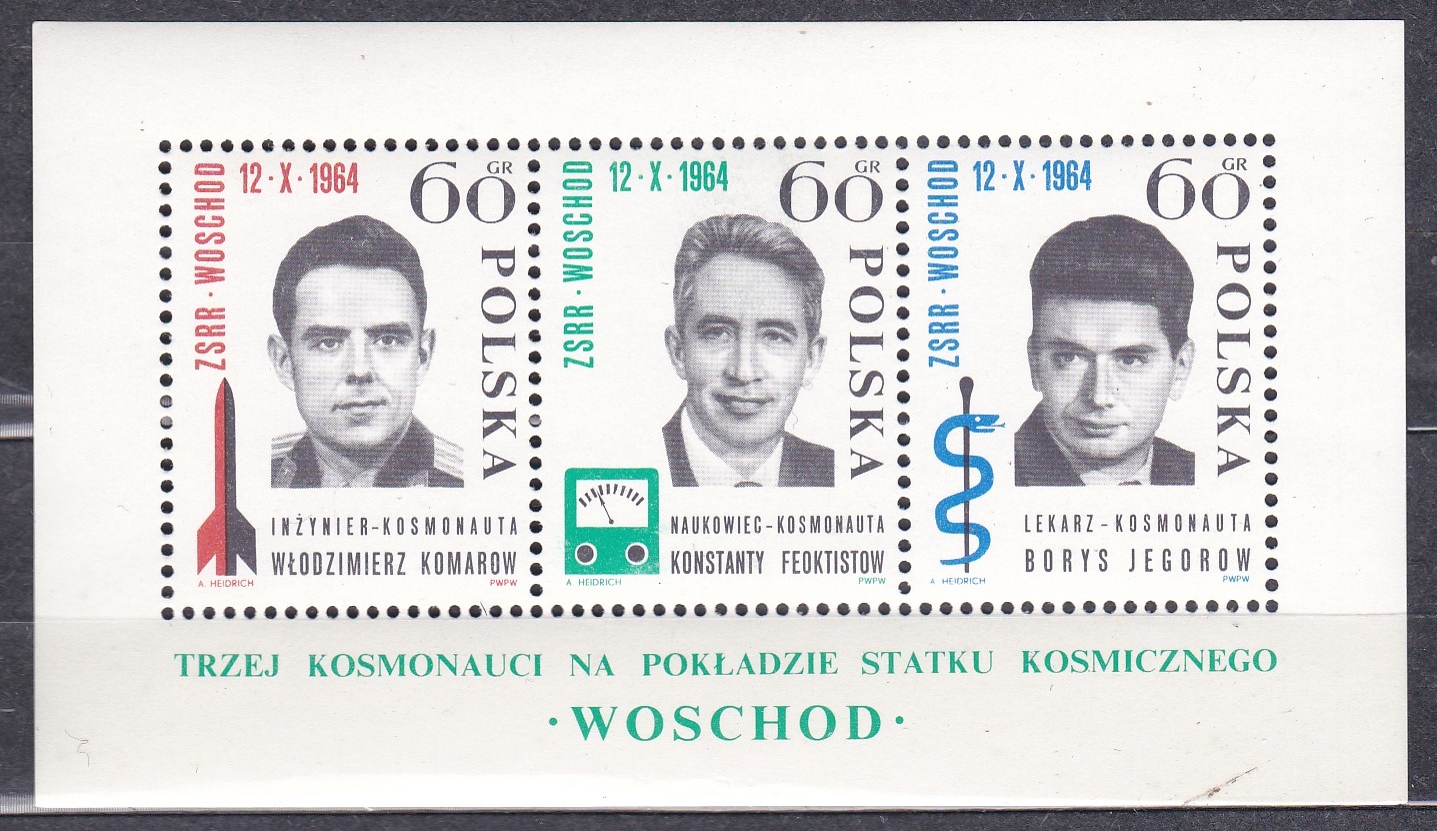 ZSRR · WOSCHOD
12 · X · 1964
60 GR
POLSKA
INŻYNIER-KOSMONAUTA
WŁODZIMIERZ KOMAROW
A. HEIDRICH
PWPW
ZSRR · WOSCHOD
12 · X · 1964
60 GR
POLSKA
NAUKOWIEC-KOSMONAUTA
KONSTANTY FEOKTISTOW
A. HEIDRICH
PWPW
ZSRR · WOSCHOD
12 · X · 1964
60 GR
POLSKA
LEKARZ-KOSMONAUTA
BORYS JEGOROW
A. HEIDRICH
PWPW
TRZEJ KOSMONAUCI NA POKŁADZIE STATKU KOSMICZNEGO
· WOSCHOD ·